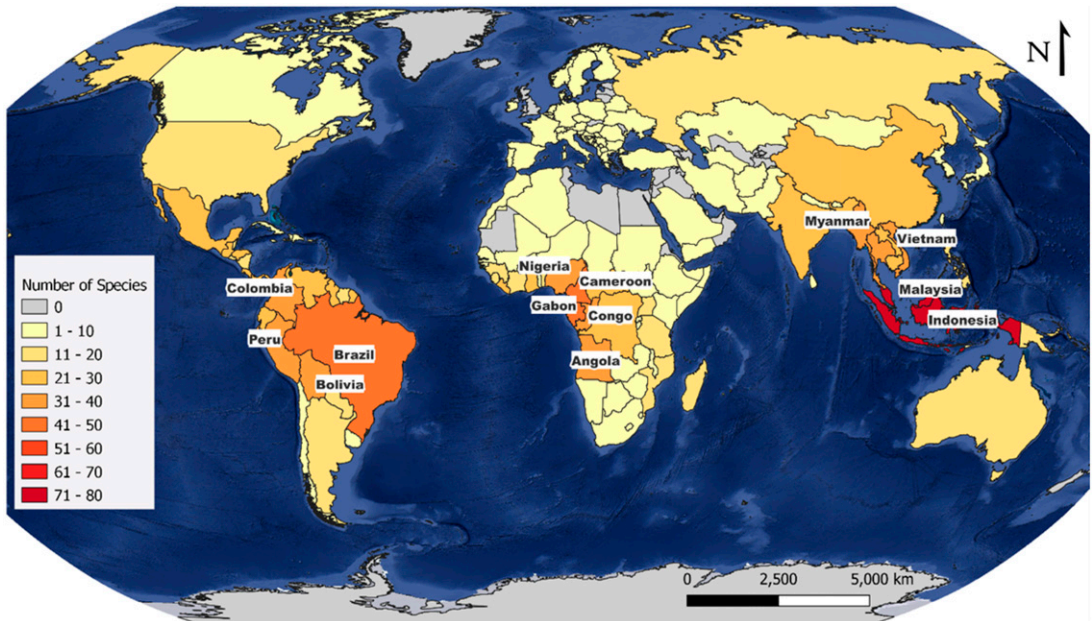 N
Myanmar
Vietnam
Nigeria
Cameroon
Colombia
Malaysia
Gabon
Congo
Indonesia
Peru
Brazil
Angola
Bolivia
Number of Species
0
1 - 10
11 - 20
21 - 30
31 - 40
41 - 50
51 - 60
61 - 70
71 - 80
0 2,500 5,000 km